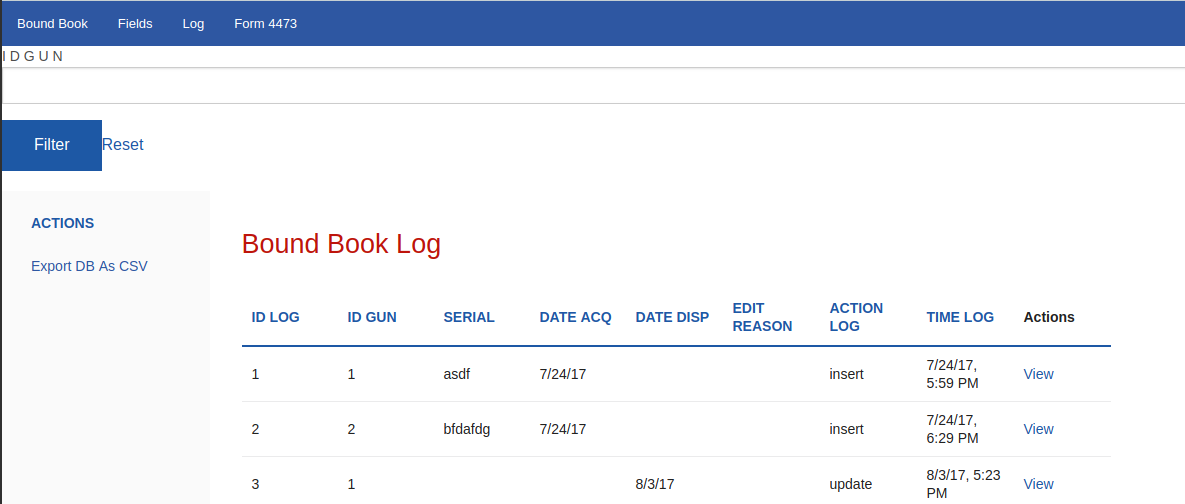 Bound Book Fields Log Form 4473
IDGUN
Filter Reset
ACTIONS
Export DB As CSV
Bound Book Log
ID LOG ID GUN SERIAL DATE ACQ DATE DISP EDIT REASON ACTION LOG TIME LOG Actions
1 1 asdf 7/24/17 insert 7/24/17, 5:59 PM View
2 2 bfdafdg 7/24/17 insert 7/24/17, 6:29 PM View
3 1 8/3/17 update 8/3/17, 5:23 PM View